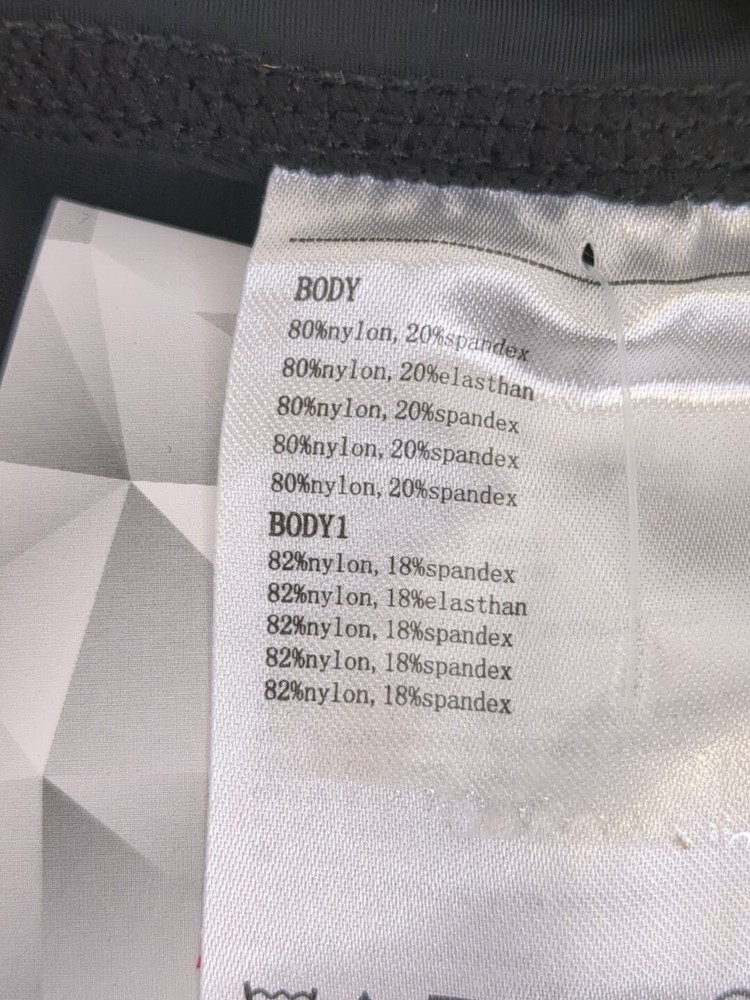 BODY
80%nylon, 20%spandex
80%nylon, 20%elasthan
80%nylon, 20%spandex
80%nylon, 20%spandex
80%nylon, 20%spandex
BODY1
82%nylon, 18%spandex
82%nylon, 18%elasthan
82%nylon, 18%spandex
82%nylon, 18%spandex
82%nylon, 18%spandex